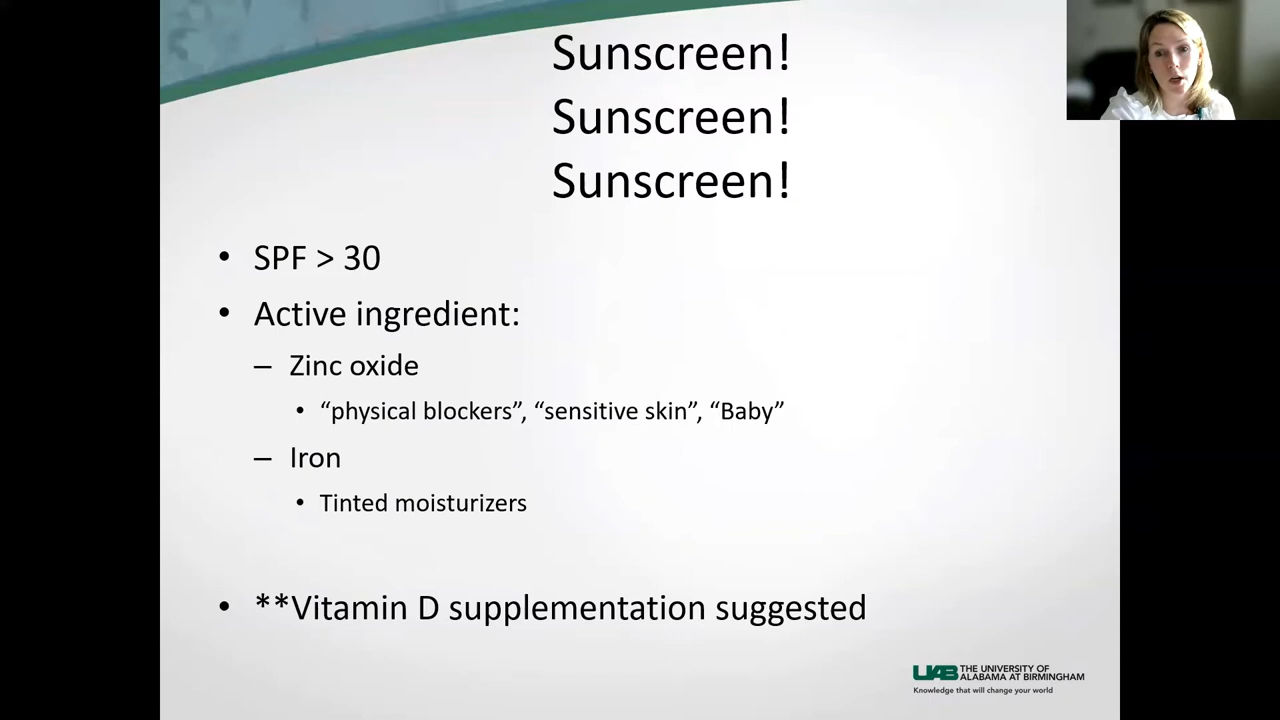 Sunscreen!
Sunscreen!
Sunscreen!
• SPF > 30
• Active ingredient:
– Zinc oxide
• “physical blockers”, “sensitive skin”, “Baby”
– Iron
• Tinted moisturizers
• **Vitamin D supplementation suggested
UAB THE UNIVERSITY OF
ALABAMA AT BIRMINGHAM
Knowledge that will change your world